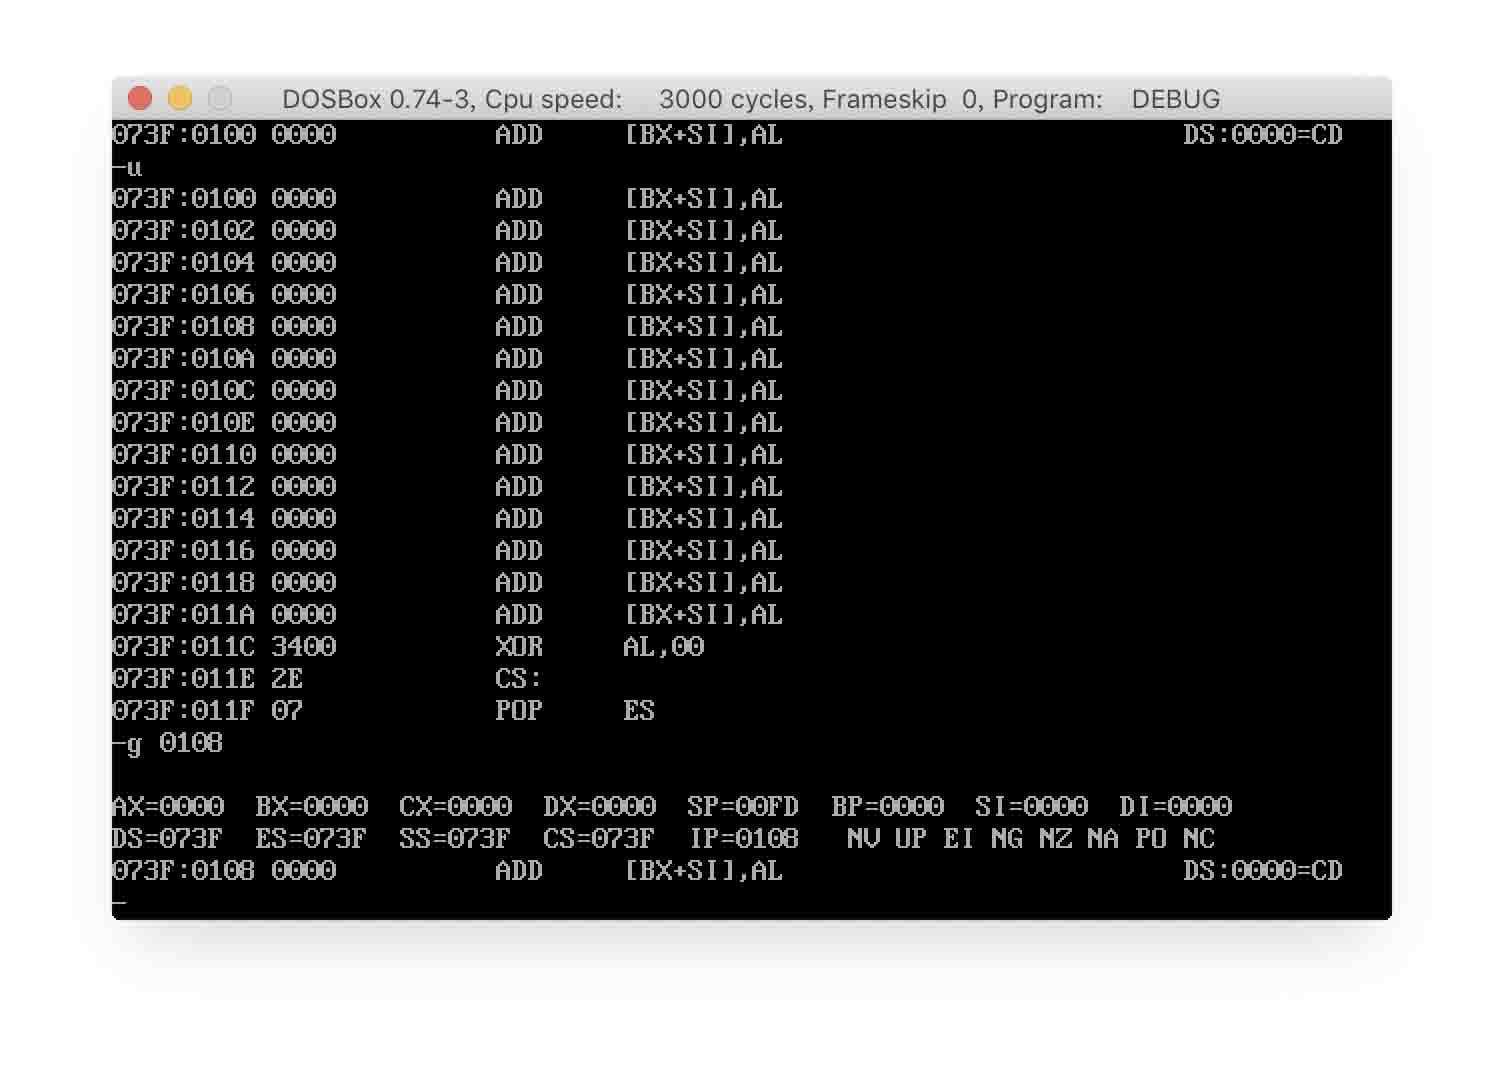 DOSBox 0.74-3, Cpu speed: 3000 cycles, Frameskip 0, Program: DEBUG
073F:0100 0000 ADD [BX+SI],AL DS:0000=CD
-u
073F:0100 0000 ADD [BX+SI],AL
073F:0102 0000 ADD [BX+SI],AL
073F:0104 0000 ADD [BX+SI],AL
073F:0106 0000 ADD [BX+SI],AL
073F:0108 0000 ADD [BX+SI],AL
073F:010A 0000 ADD [BX+SI],AL
073F:010C 0000 ADD [BX+SI],AL
073F:010E 0000 ADD [BX+SI],AL
073F:0110 0000 ADD [BX+SI],AL
073F:0112 0000 ADD [BX+SI],AL
073F:0114 0000 ADD [BX+SI],AL
073F:0116 0000 ADD [BX+SI],AL
073F:0118 0000 ADD [BX+SI],AL
073F:011A 0000 ADD [BX+SI],AL
073F:011C 3400 XOR AL,00
073F:011E 2E CS:
073F:011F 07 POP ES
-g 0108
AX=0000 BX=0000 CX=0000 DX=0000 SP=00FD BP=0000 SI=0000 DI=0000
DS=073F ES=073F SS=073F CS=073F IP=0108 NV UP EI NG NZ NA PO NC
073F:0108 0000 ADD [BX+SI],AL DS:0000=CD
-